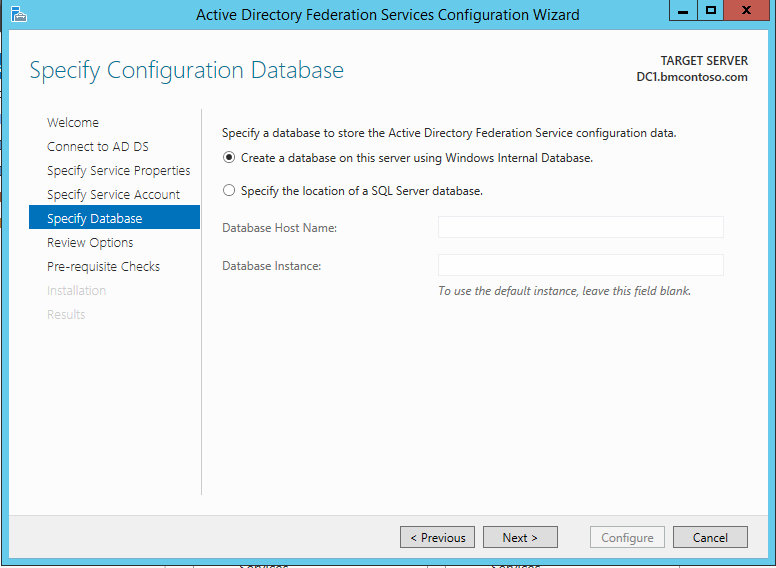 Active Directory Federation Services Configuration Wizard
Specify Configuration Database
TARGET SERVER
DC1.bmcontoso.com
Welcome
Connect to AD DS
Specify Service Properties
Specify Service Account
Specify Database
Review Options
Pre-requisite Checks
Installation
Results
Specify a database to store the Active Directory Federation Service configuration data.
Create a database on this server using Windows Internal Database.
Specify the location of a SQL Server database.
Database Host Name:
Database Instance:
To use the default instance, leave this field blank.
< Previous
Next >
Configure
Cancel